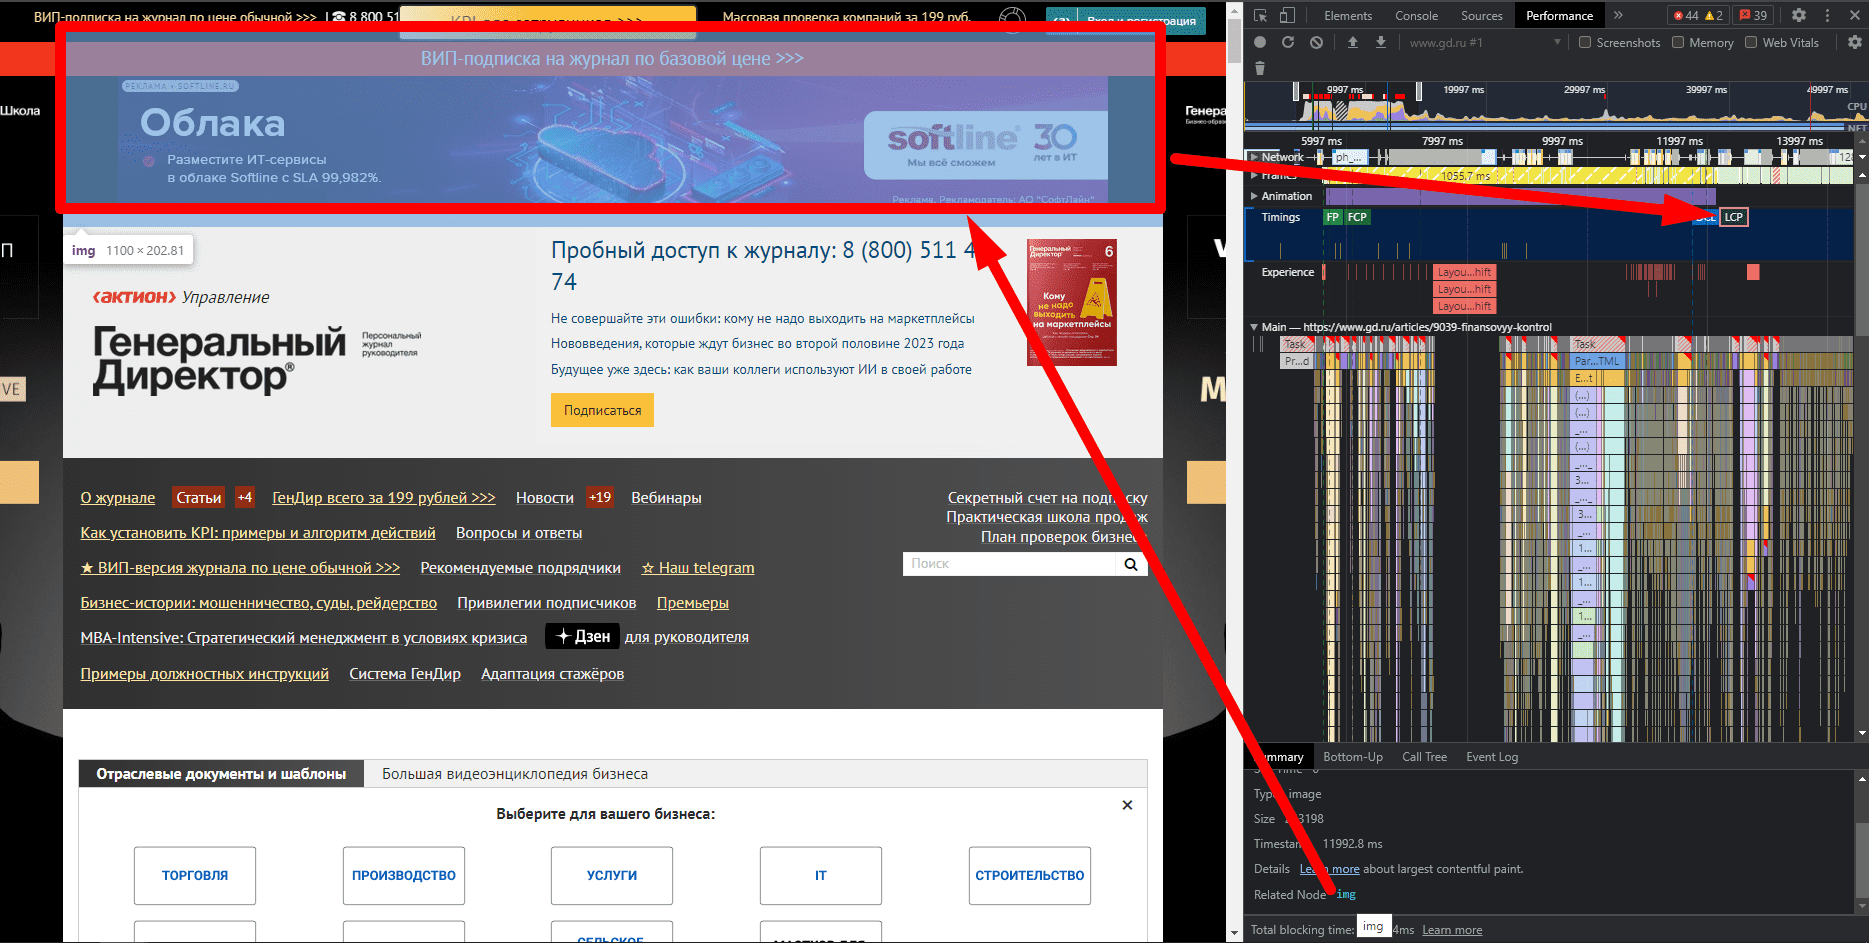 ВИП-подписка на журнал по цене обычной >>> | ☎ 8 800 51
Массовая проверка компаний за 199 руб.
Вход и регистрация
ВИП-подписка на журнал по базовой цене >>>
РЕКЛАМА • SOFTLINE.RU
Облака
Разместите ИТ-сервисы
в облаке Softline с SLA 99,982%.
softline® 30
лет в ИТ
Мы всё сможем
Реклама. Рекламодатель: АО "СофтЛайн"
Школа
img 1100 × 202.81
Пробный доступ к журналу: 8 (800) 511 4
74
‹актион› Управление
Генеральный
Директор®
Персональный
журнал
руководителя
Не совершайте эти ошибки: кому не надо выходить на маркетплейсы
Нововведения, которые ждут бизнес во второй половине 2023 года
Будущее уже здесь: как ваши коллеги используют ИИ в своей работе
Подписаться
Генеральный
Директор 6
Кому
не надо
выходить
на маркетплейсы
О журнале Статьи +4 ГенДир всего за 199 рублей >>> Новости +19 Вебинары
Как установить KPI: примеры и алгоритм действий Вопросы и ответы
★ ВИП-версия журнала по цене обычной >>> Рекомендуемые подрядчики ☆ Наш telegram
Бизнес-истории: мошенничество, суды, рейдерство Привилегии подписчиков Премьеры
MBA-Intensive: Стратегический менеджмент в условиях кризиса Дзен для руководителя
Примеры должностных инструкций Система ГенДир Адаптация стажёров
Секретный счет на подписку
Практическая школа продаж
План проверок бизнес
Поиск
Отраслевые документы и шаблоны Большая видеоэнциклопедия бизнеса
Выберите для вашего бизнеса: ×
ТОРГОВЛЯ ПРОИЗВОДСТВО УСЛУГИ IT СТРОИТЕЛЬСТВО
СЕЛЬСКОЕ
Elements Console Sources Performance » 44 2 39
www.gd.ru #1 Screenshots Memory Web Vitals
9997 ms 19997 ms 29997 ms 39997 ms 49997 ms
CPU
NET
5997 ms 7997 ms 9997 ms 11997 ms 13997 ms
Network ph_...
Frames 1055.7 ms
Animation
Timings FP FCP DCL LCP
Experience Layou...hift
Layou...hift
Layou...hift
Main — https://www.gd.ru/articles/9039-finansovyy-kontrol
Task Task
Pr...d Par...TML
E...t
(...)
(...)
_...
(...)
_..._
3...
_..._
3...
_...
1...
_...
1...
_...
1...
_...
Summary Bottom-Up Call Tree Event Log
Type image
Size 3198
Timestamp 11992.8 ms
Details Learn more about largest contentful paint.
Related Node img
Total blocking time: img 4ms Learn more